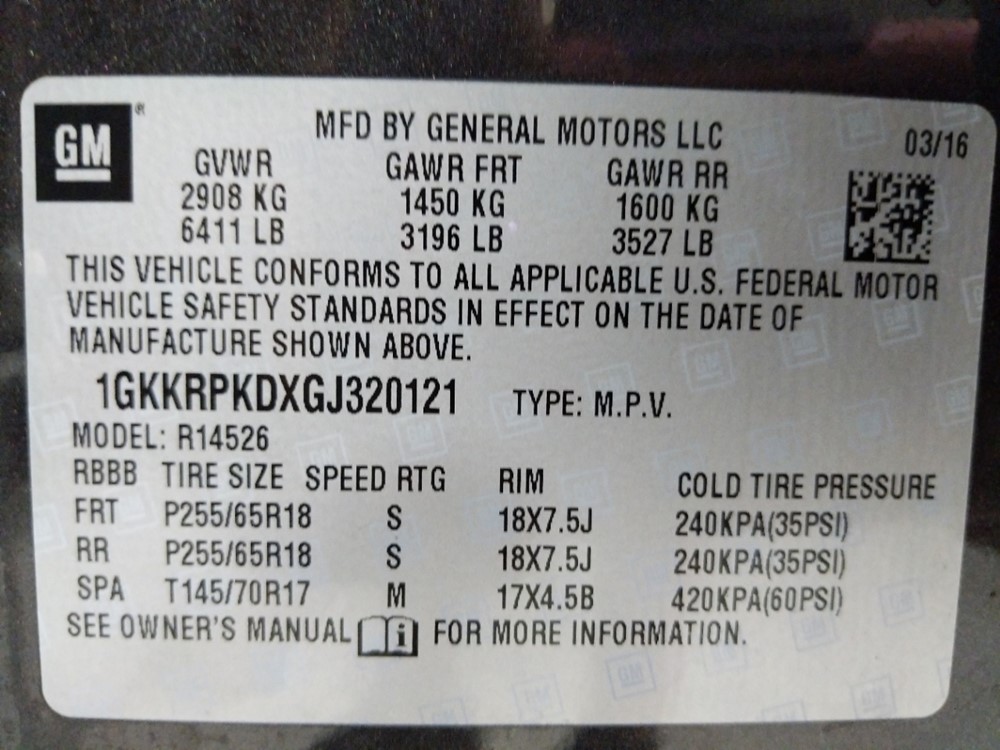 GM ®
MFD BY GENERAL MOTORS LLC
03/16
GVWR GAWR FRT GAWR RR
2908 KG 1450 KG 1600 KG
6411 LB 3196 LB 3527 LB
THIS VEHICLE CONFORMS TO ALL APPLICABLE U.S. FEDERAL MOTOR
VEHICLE SAFETY STANDARDS IN EFFECT ON THE DATE OF
MANUFACTURE SHOWN ABOVE.
1GKKRPKDXGJ320121 TYPE: M.P.V.
MODEL: R14526
RBBB TIRE SIZE SPEED RTG RIM COLD TIRE PRESSURE
FRT P255/65R18 S 18X7.5J 240KPA(35PSI)
RR P255/65R18 S 18X7.5J 240KPA(35PSI)
SPA T145/70R17 M 17X4.5B 420KPA(60PSI)
SEE OWNER'S MANUAL i FOR MORE INFORMATION.